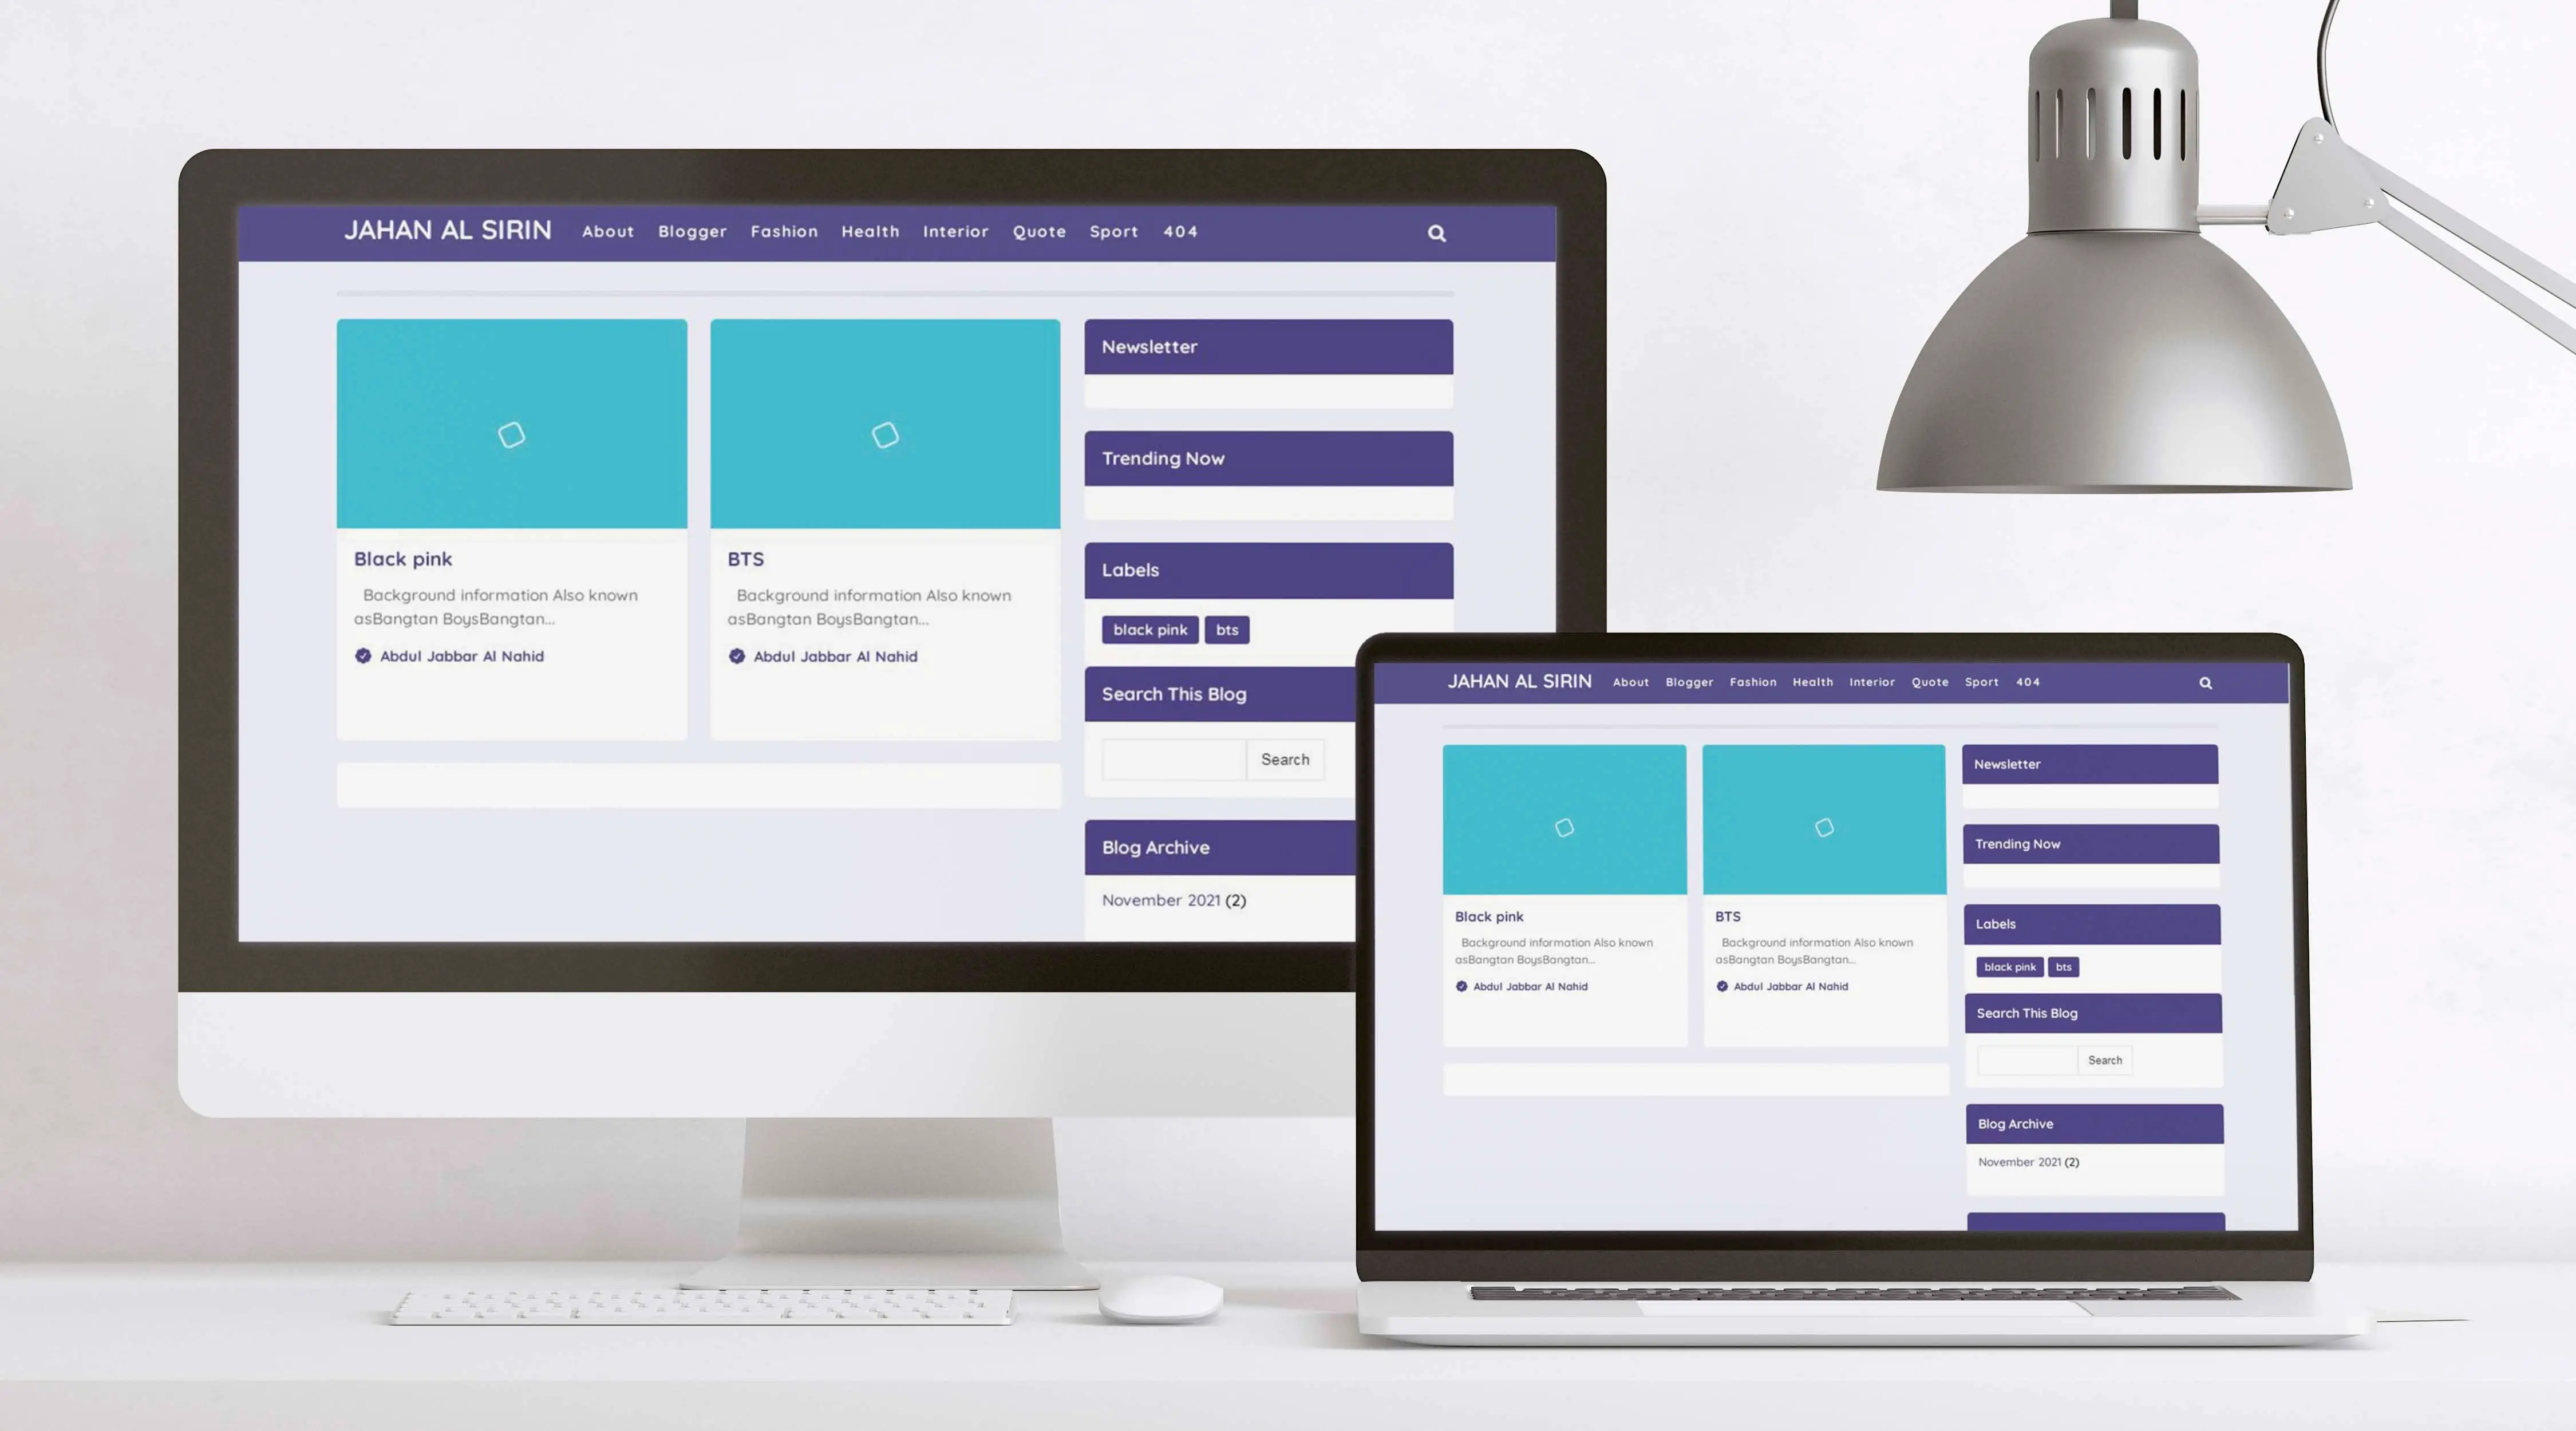 JAHAN AL SIRIN About Blogger Fashion Health Interior Quote Sport 404
Black pink
Background information Also known
asBangtan BoysBangtan...
Abdul Jabbar Al Nahid
BTS
Background information Also known
asBangtan BoysBangtan...
Abdul Jabbar Al Nahid
Newsletter
Trending Now
Labels
black pink bts
Search This Blog
Search
Blog Archive
November 2021 (2)
JAHAN AL SIRIN About Blogger Fashion Health Interior Quote Sport 404
Black pink
Background information Also known
asBangtan BoysBangtan...
Abdul Jabbar Al Nahid
BTS
Background information Also known
asBangtan BoysBangtan...
Abdul Jabbar Al Nahid
Newsletter
Trending Now
Labels
black pink bts
Search This Blog
Search
Blog Archive
November 2021 (2)